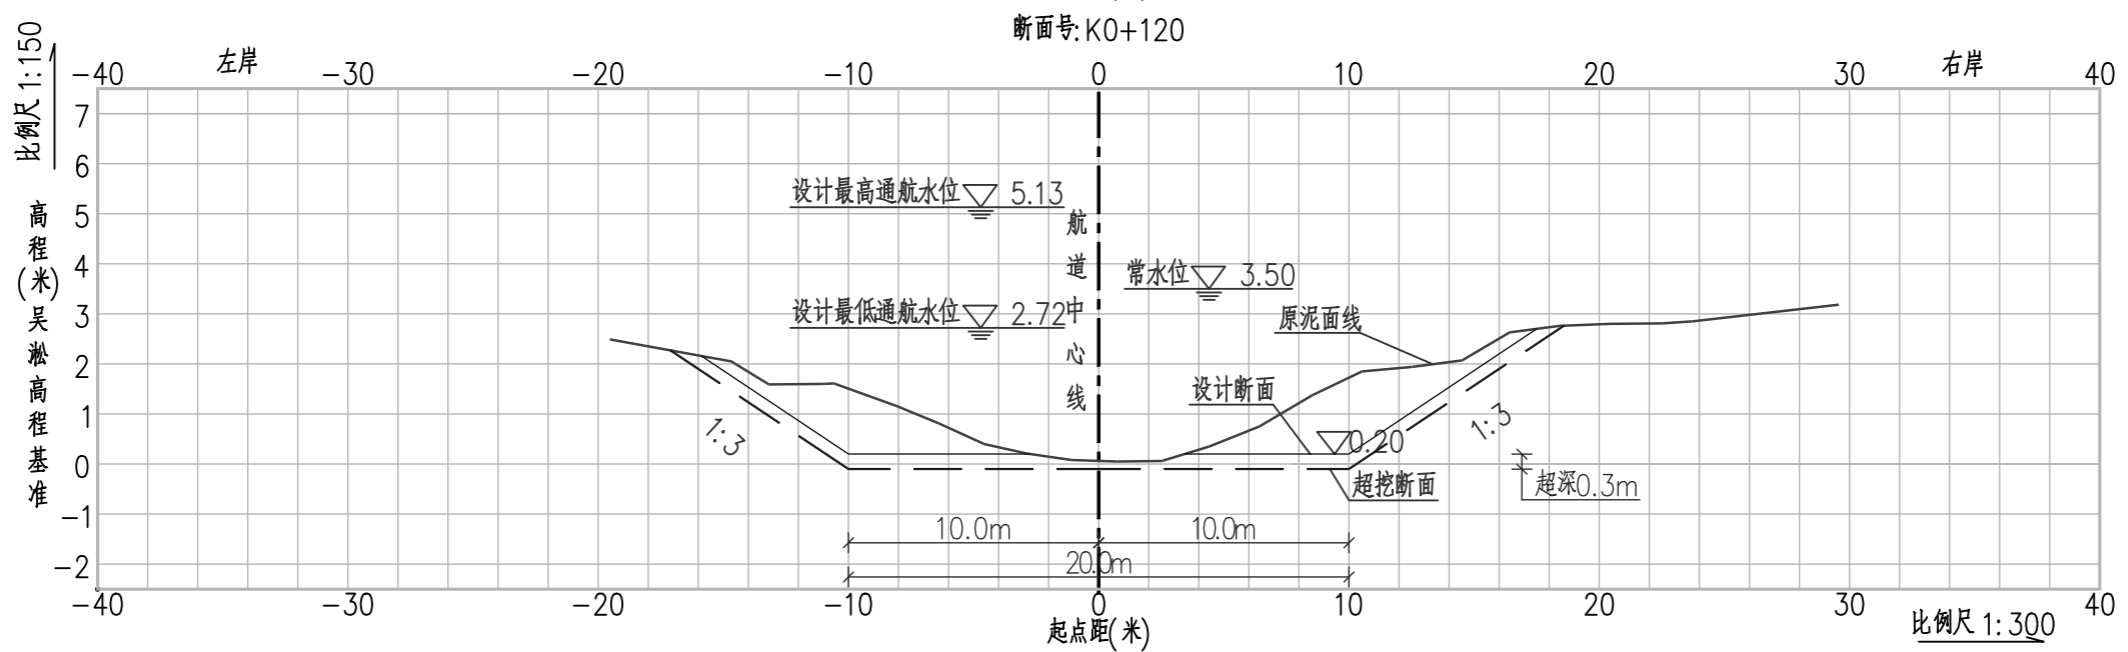 断面号:K0+120
比例尺 1:150
左岸
右岸
-40 -30 -20 -10 0 10 20 30 40
7
6
5
4
3
2
1
0
-1
-2
高程(米)吴淞高程基准
设计最高通航水位 5.13
航道中心线
常水位 3.50
设计最低通航水位 2.72
原泥面线
设计断面
1:3
0.20
1:3
超挖断面
超深0.3m
10.0m 10.0m
20.0m
-40 -30 -20 -10 0 10 20 30 40
起点距(米)
比例尺 1:300